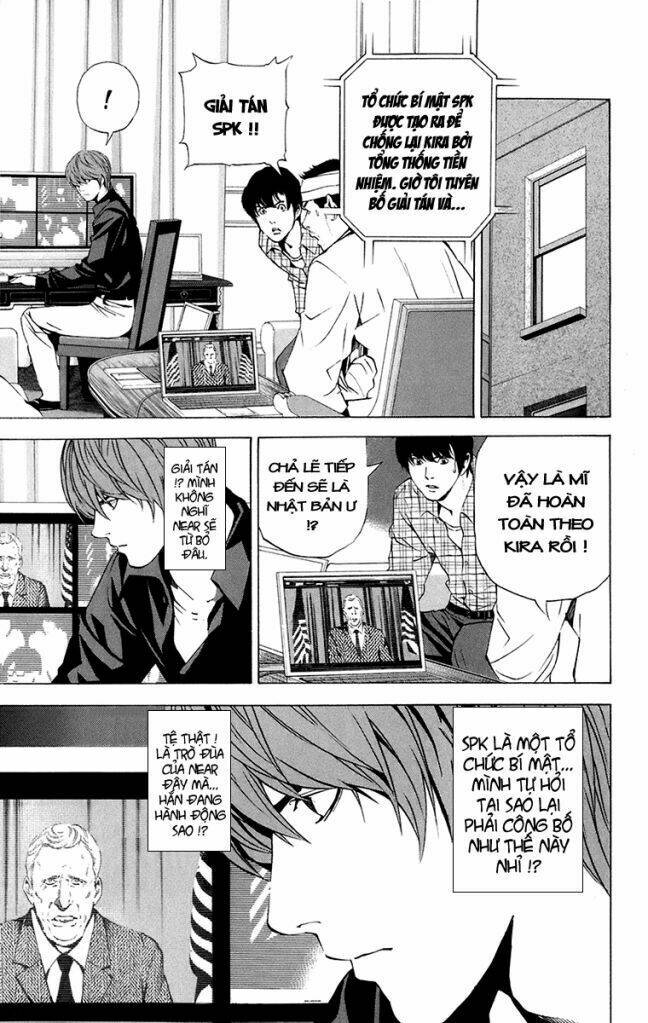 TỔ CHỨC BÍ MẬT SPK
ĐƯỢC TẠO RA ĐỂ
CHỐNG LẠI KIRA BỞI
TỔNG THỐNG TIỀN
NHIỆM. GIỜ TÔI TUYÊN
BỐ GIẢI TÁN VÀ...
GIẢI TÁN
SPK !!
!
VẬY LÀ MĨ
ĐÃ HOÀN
TOÀN THEO
KIRA RỒI !
CHẢ LẼ TIẾP
ĐẾN SẼ LÀ
NHẬT BẢN Ư
!?
GIẢI TÁN
!? MÌNH
KHÔNG
NGHĨ
NEAR SẼ
TỪ BỎ
ĐÂU.
SPK LÀ MỘT TỔ
CHỨC BÍ MẬT...
MÌNH TỰ HỎI
TẠI SAO LẠI
PHẢI CÔNG BỐ
NHƯ THẾ NÀY
NHỈ !?
TỆ THẬT !
LÀ TRÒ ĐÙA
CỦA NEAR
ĐÂY MÀ...
HẮN ĐANG
HÀNH ĐỘNG
SAO !?